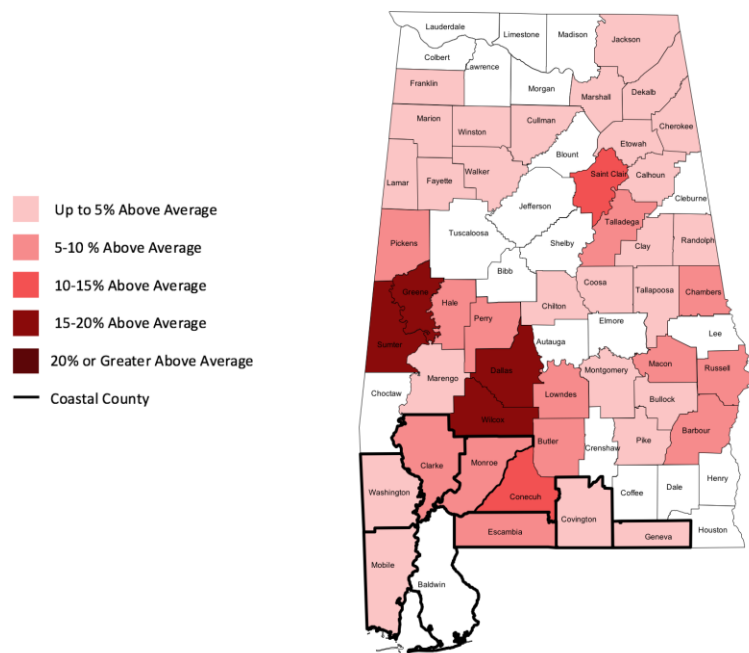 Up to 5% Above Average
5-10 % Above Average
10-15% Above Average
15-20% Above Average
20% or Greater Above Average
Coastal County
Lauderdale
Limestone
Madison
Jackson
Colbert
Lawrence
Franklin
Morgan
Marshall
Dekalb
Marion
Winston
Cullman
Cherokee
Etowah
Blount
Lamar
Fayette
Walker
Saint Clair
Calhoun
Cleburne
Jefferson
Talladega
Pickens
Tuscaloosa
Shelby
Clay
Randolph
Bibb
Greene
Hale
Perry
Chilton
Coosa
Tallapoosa
Chambers
Sumter
Autauga
Elmore
Lee
Choctaw
Marengo
Dallas
Lowndes
Montgomery
Macon
Russell
Bullock
Wilcox
Butler
Crenshaw
Pike
Barbour
Clarke
Monroe
Washington
Conecuh
Coffee
Dale
Henry
Escambia
Covington
Geneva
Houston
Mobile
Baldwin